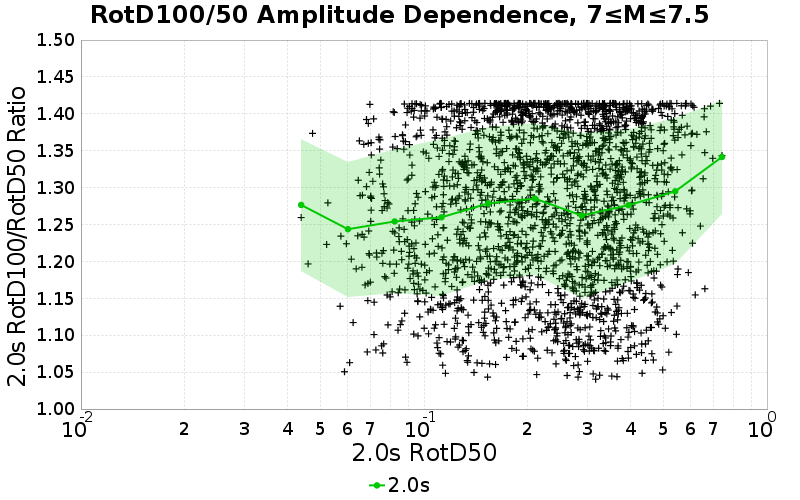 RotD100/50 Amplitude Dependence, 7≤M≤7.5
2.0s RotD100/RotD50 Ratio
1.50
1.45
1.40
1.35
1.30
1.25
1.20
1.15
1.10
1.05
1.00
10^-2 2 3 4 5 6 7 10^-1 2 3 4 5 6 7 10^0
2.0s RotD50
2.0s